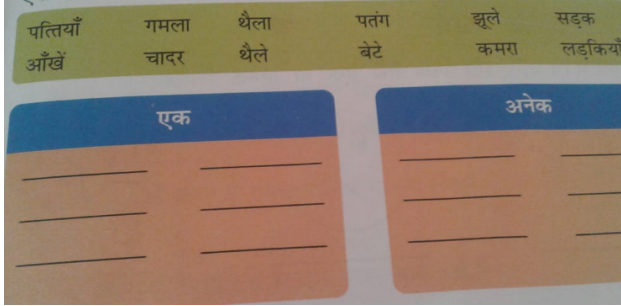 पत्तियाँ गमला थैला पतंग झूले सड़क
आँखें चादर थैले बेटे कमरा लड़कियाँ
एक अनेक